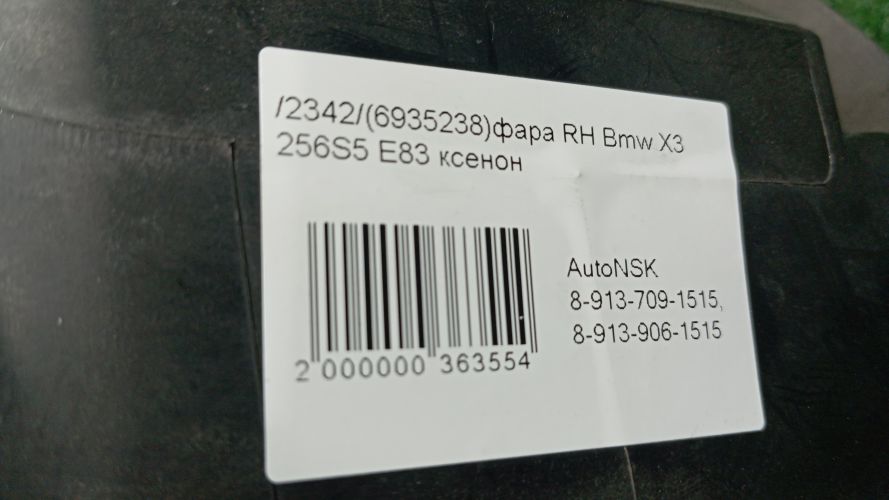 /2342/(6935238)фара RH Bmw X3
256S5 E83 ксенон
AutoNSK
8-913-709-1515,
8-913-906-1515
2 000000 363554